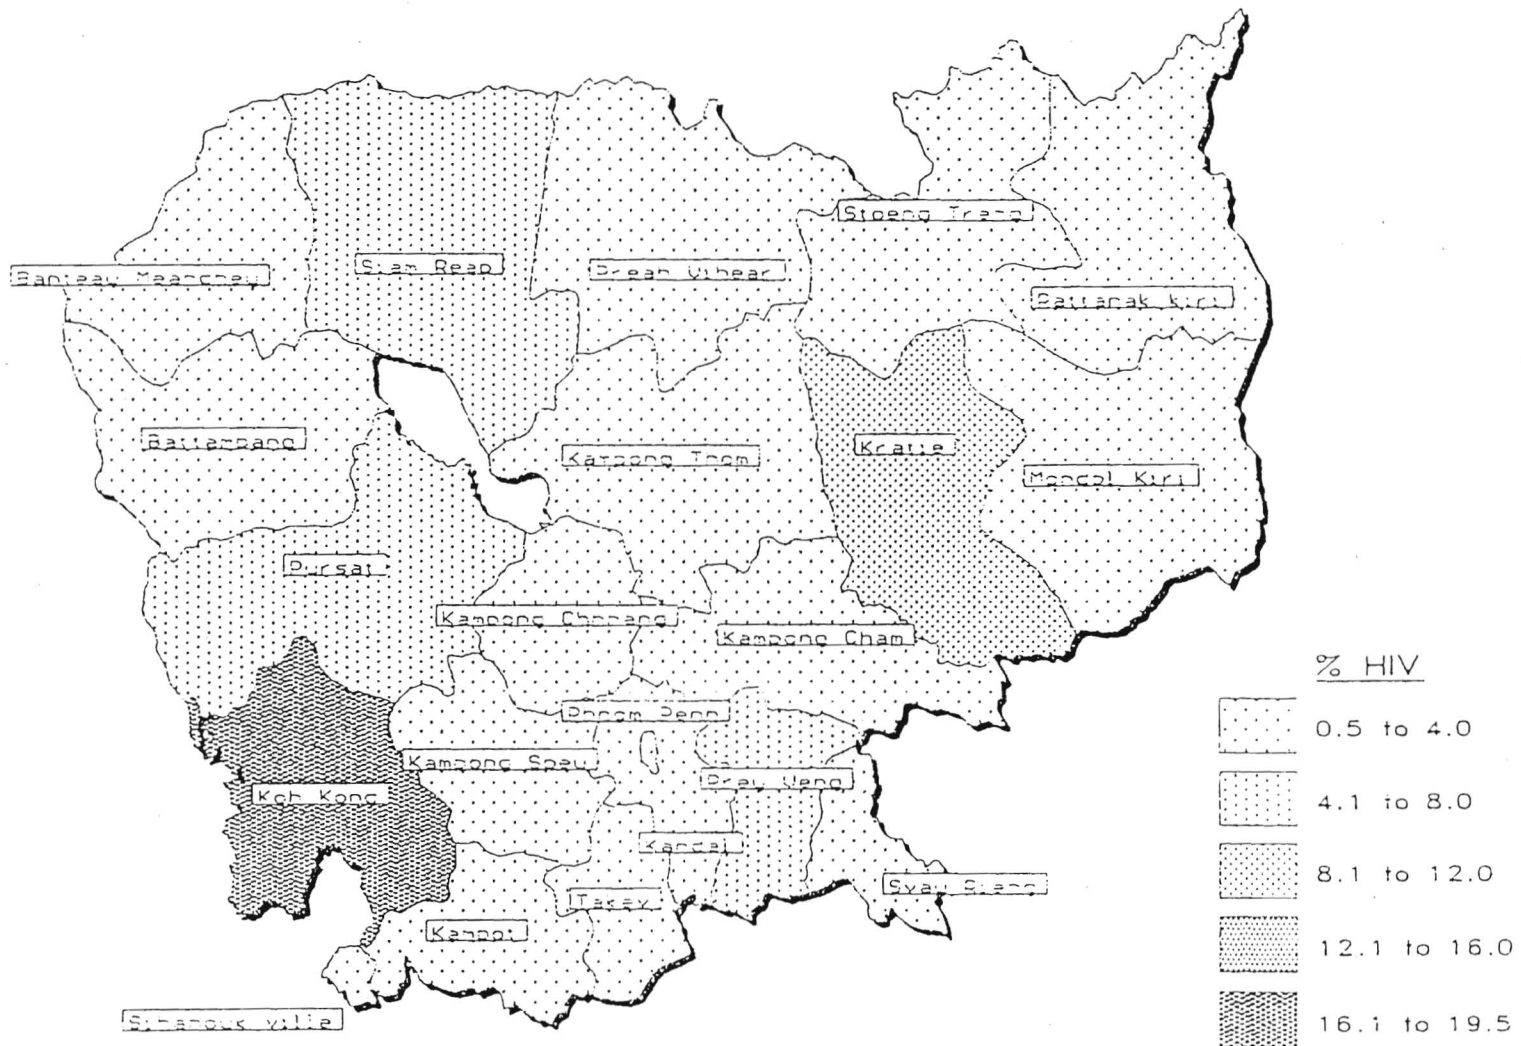 Stoeng Treng
Banteay Meanchey
Siam Reap
Preah Vihear
Rattanak kiri
Battambang
Kampong Thom
Kratie
Mondol Kiri
Pursat
Kampong Chnnang
Kampong Cham
Phnom Penh
Kampong Speu
Prey Veng
Koh Kong
Kandal
Svay Rieng
Takev
Kampot
Sihanouk ville
% HIV
0.5 to 4.0
4.1 to 8.0
8.1 to 12.0
12.1 to 16.0
16.1 to 19.5